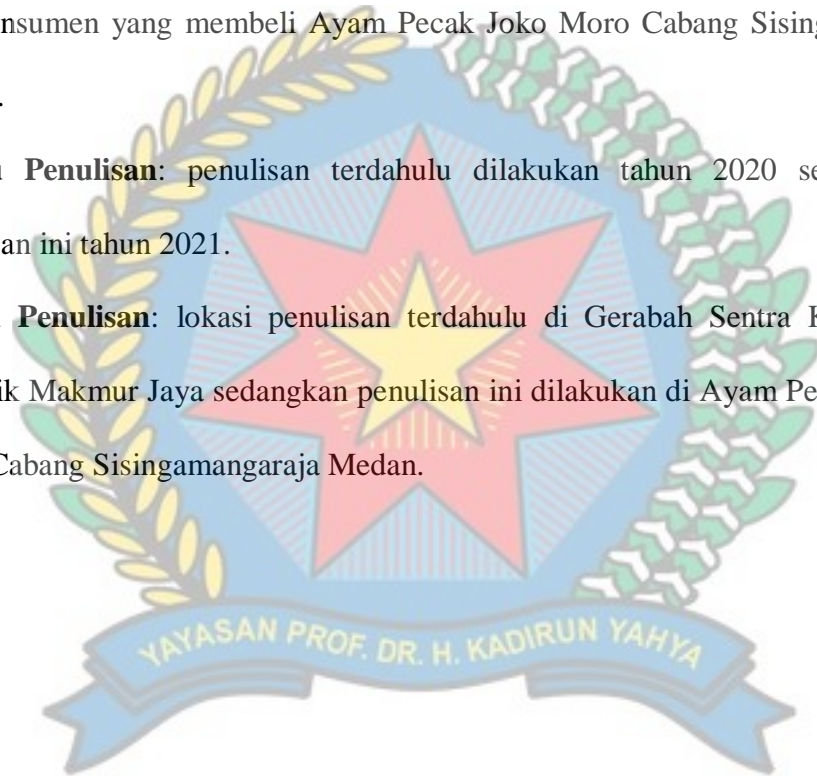 nsumen yang membeli Ayam Pecak Joko Moro Cabang Sising
.
Penulisan: penulisan terdahulu dilakukan tahun 2020 se
an ini tahun 2021.
Penulisan: lokasi penulisan terdahulu di Gerabah Sentra K
ik Makmur Jaya sedangkan penulisan ini dilakukan di Ayam Pe
Cabang Sisingamangaraja Medan.
YAYASAN PROF. DR. H. KADIRUN YAHYA